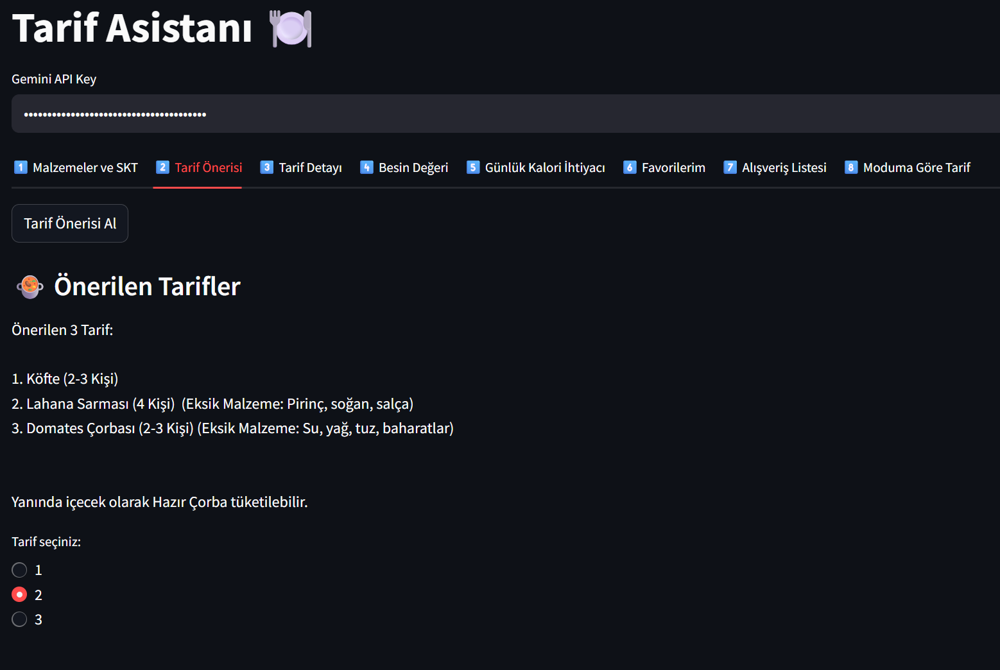 Tarif Asistanı
Gemini API Key
•••••••••••••••••••••••••••••••••••••••
1 Malzemeler ve SKT 2 Tarif Önerisi 3 Tarif Detayı 4 Besin Değeri 5 Günlük Kalori İhtiyacı 6 Favorilerim 7 Alışveriş Listesi 8 Moduma Göre Tarif
Tarif Önerisi Al
Önerilen Tarifler
Önerilen 3 Tarif:
1. Köfte (2-3 Kişi)
2. Lahana Sarması (4 Kişi) (Eksik Malzeme: Pirinç, soğan, salça)
3. Domates Çorbası (2-3 Kişi) (Eksik Malzeme: Su, yağ, tuz, baharatlar)
Yanında içecek olarak Hazır Çorba tüketilebilir.
Tarif seçiniz:
1
2
3